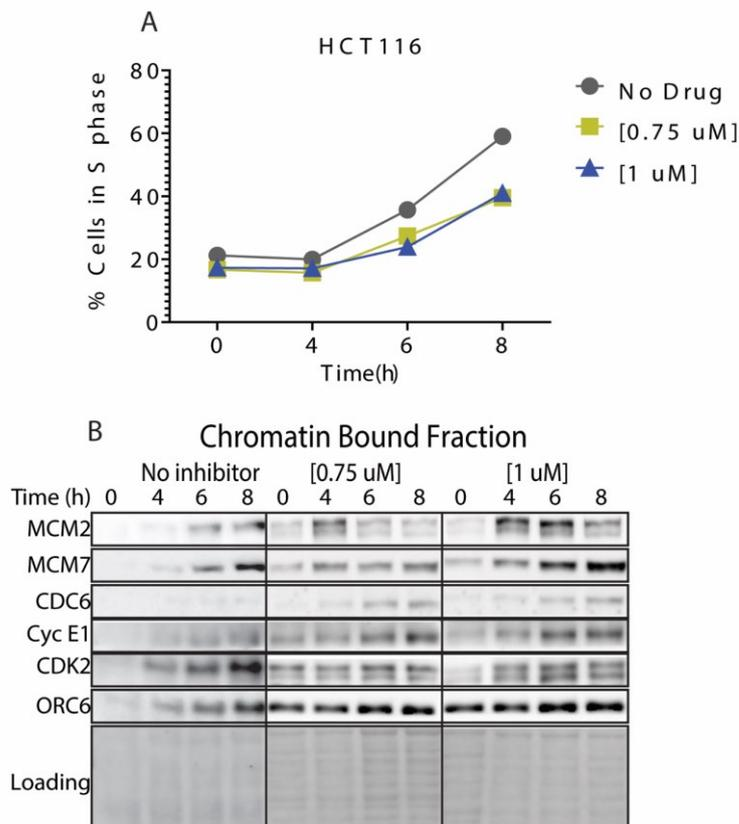 A
HCT116
% Cells in S phase
80
60
40
20
0
0 4 6 8
Time(h)
No Drug
[0.75 uM]
[1 uM]
B
Chromatin Bound Fraction
No inhibitor [0.75 uM] [1 uM]
Time (h) 0 4 6 8 0 4 6 8 0 4 6 8
MCM2
MCM7
CDC6
Cyc E1
CDK2
ORC6
Loading